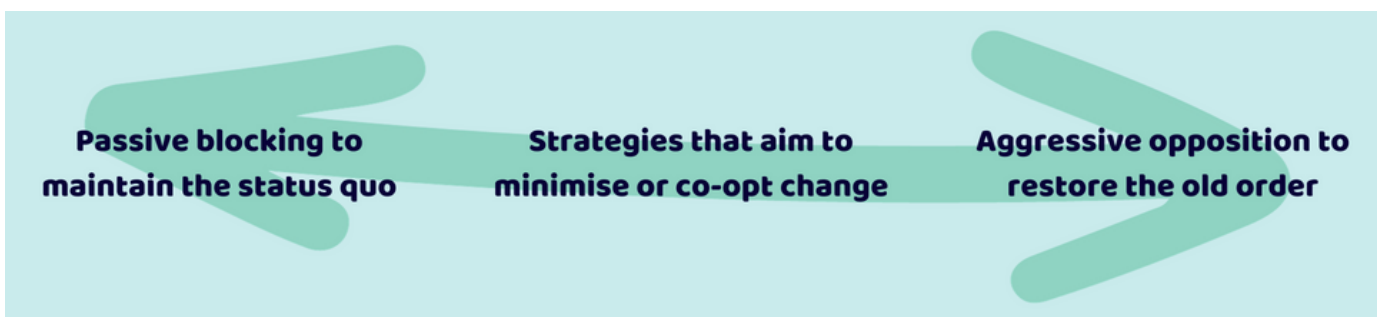 Passive blocking to
maintain the status quo
Strategies that aim to
minimise or co-opt change
Aggressive opposition to
restore the old order